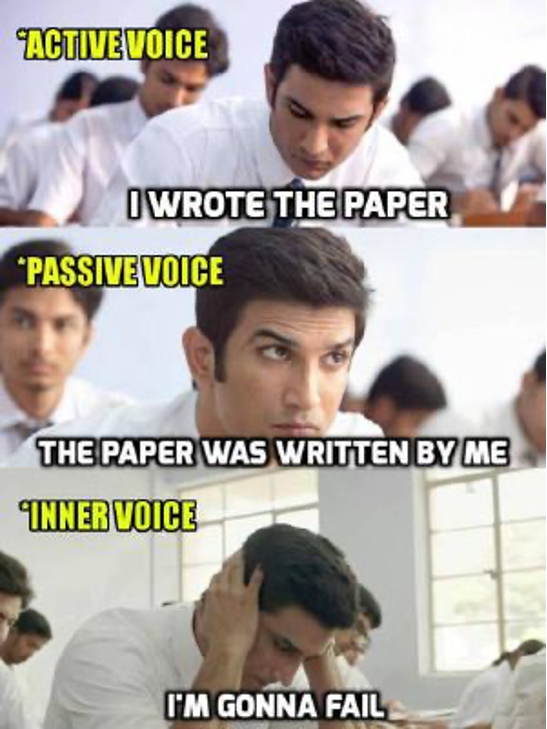 *ACTIVE VOICE
I WROTE THE PAPER
*PASSIVE VOICE
THE PAPER WAS WRITTEN BY ME
*INNER VOICE
I'M GONNA FAIL